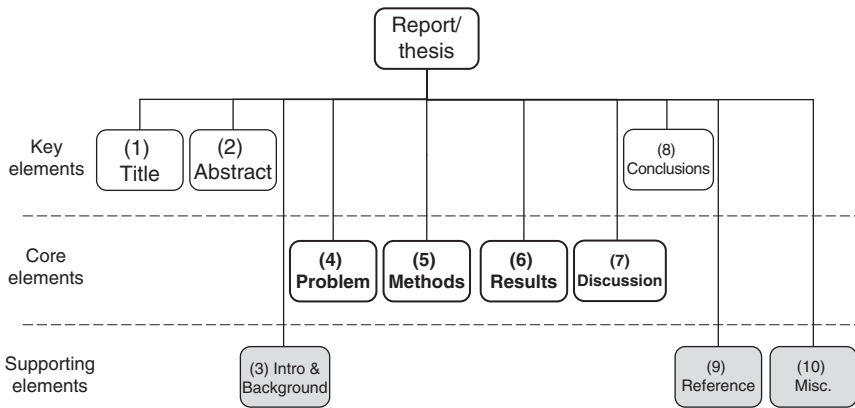 Report/
thesis
Key
elements
(1)
Title
(2)
Abstract
(8)
Conclusions
Core
elements
(4)
Problem
(5)
Methods
(6)
Results
(7)
Discussion
Supporting
elements
(3) Intro &
Background
(9)
Reference
(10)
Misc.